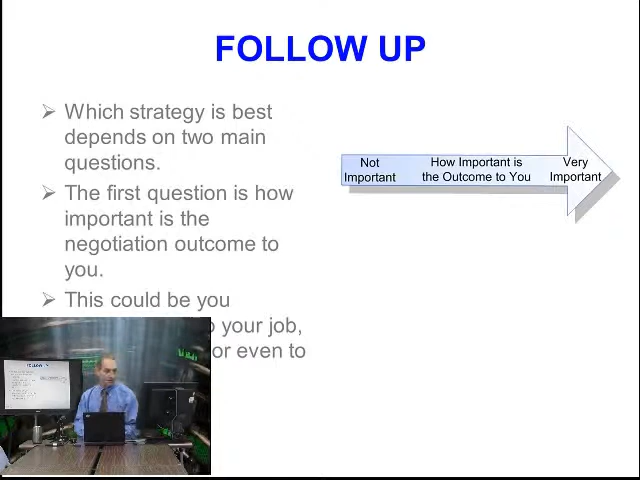 FOLLOW UP
Which strategy is best
depends on two main
questions.
The first question is how
important is the
negotiation outcome to
you.
This could be you
your job,
or even to
Not
Important
How Important is
the Outcome to You
Very
Important
FOLLOW UP